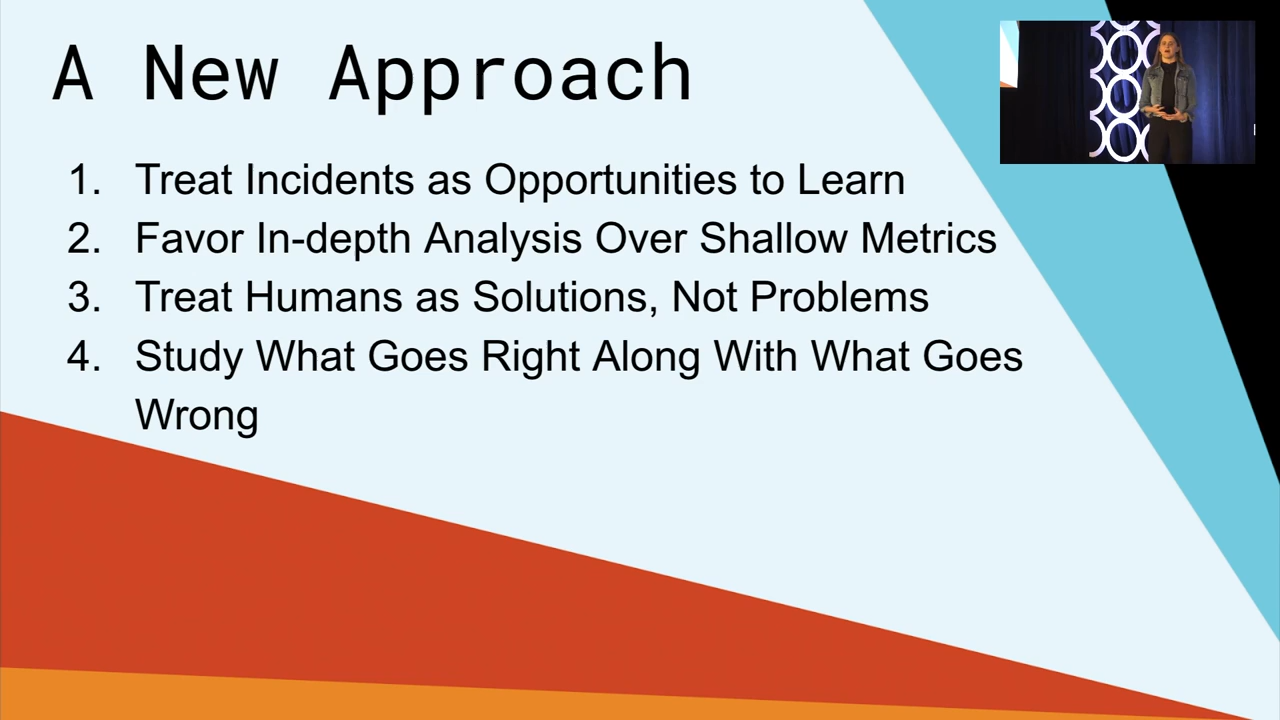 A New Approach
1. Treat Incidents as Opportunities to Learn
2. Favor In-depth Analysis Over Shallow Metrics
3. Treat Humans as Solutions, Not Problems
4. Study What Goes Right Along With What Goes
Wrong